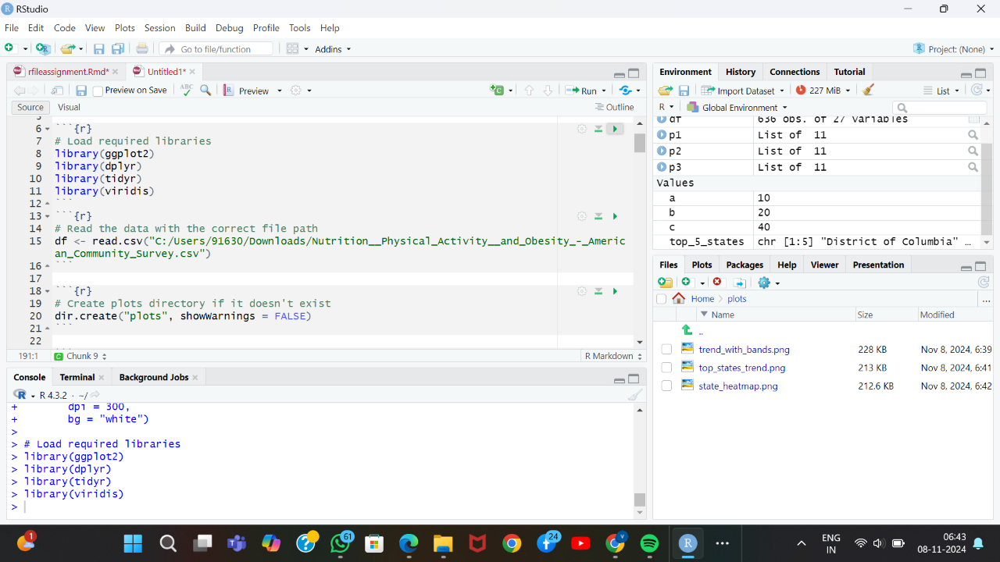 RStudio
File Edit Code View Plots Session Build Debug Profile Tools Help
Go to file/function Addins Project: (None)
rfileassignment.Rmd* Untitled1*
Preview on Save ABC Preview Run
Source Visual Outline
6 ```{r}
7 # Load required libraries
8 library(ggplot2)
9 library(dplyr)
10 library(tidyr)
11 library(viridis)
12 ```
13 ```{r}
14 # Read the data with the correct file path
15 df <- read.csv("C:/Users/91630/Downloads/Nutrition__Physical_Activity__and_Obesity_-_Americ
an_Community_Survey.csv")
16 ```
17
18 ```{r}
19 # Create plots directory if it doesn't exist
20 dir.create("plots", showWarnings = FALSE)
21 ```
22
191:1 C Chunk 9 R Markdown
Console Terminal Background Jobs
R R 4.3.2 · ~/
+ dpi = 300,
+ bg = "white")
>
> # Load required libraries
> library(ggplot2)
> library(dplyr)
> library(tidyr)
> library(viridis)
>
Environment History Connections Tutorial
Import Dataset 227 MiB List
R Global Environment
df 636 obs. of 27 variables
p1 List of 11
p2 List of 11
p3 List of 11
Values
a 10
b 20
c 40
top_5_states chr [1:5] "District of Columbia" ...
Files Plots Packages Help Viewer Presentation
Home plots ...
Name Size Modified
..
trend_with_bands.png 228 KB Nov 8, 2024, 6:39
top_states_trend.png 213 KB Nov 8, 2024, 6:41
state_heatmap.png 212.6 KB Nov 8, 2024, 6:42
1 61 24 v R ENG 06:43
IN 08-11-2024